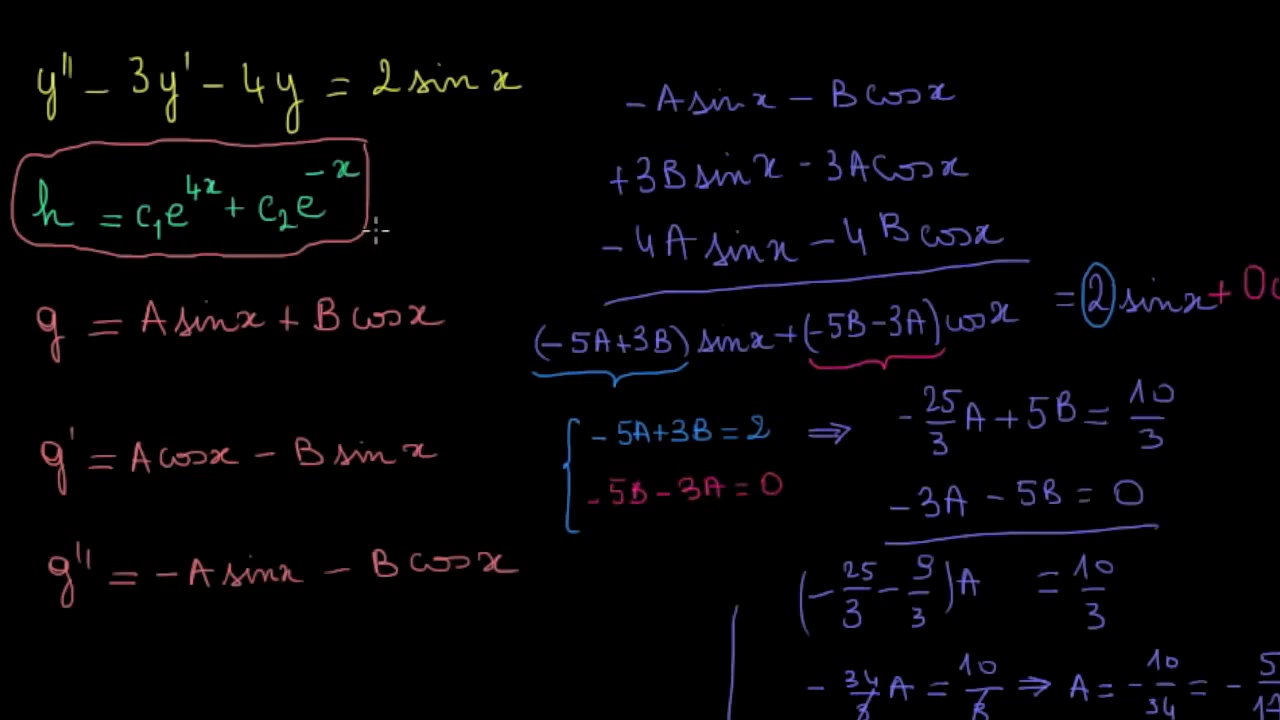 y'' - 3y' - 4y = 2 sin x
h = c₁e^{4x} + c₂e^{-x}
g = A sin x + B cos x
g' = A cos x - B sin x
g'' = - A sin x - B cos x
- A sin x - B cos x
+ 3B sin x - 3A cos x
- 4A sin x - 4B cos x
(- 5A + 3B) sin x + (- 5B - 3A) cos x = 2 sin x + 0
- 5A + 3B = 2 ⇒ - 25/3 A + 5B = 10/3
- 5B - 3A = 0
- 3A - 5B = 0
(- 25/3 - 9/3) A = 10/3
- 34/3 A = 10/3 ⇒ A = - 10/34 = - 5